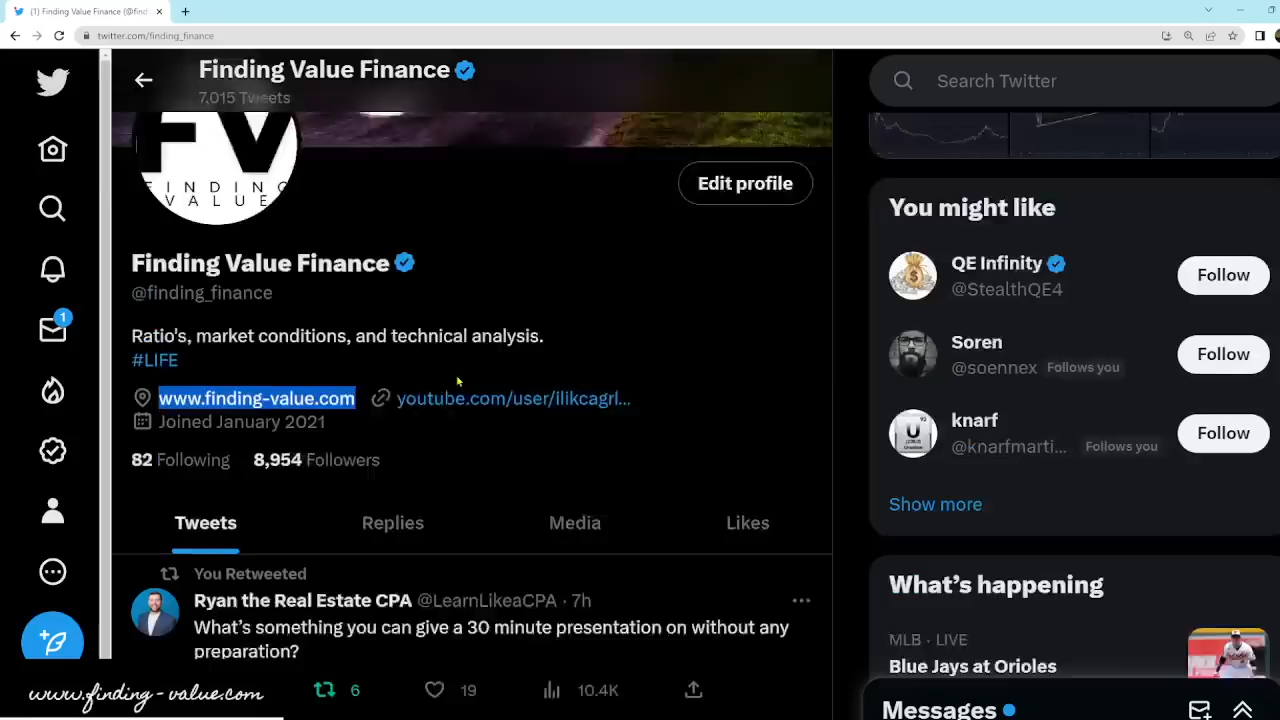 (1) Finding Value Finance (@find
twitter.com/finding_finance
Finding Value Finance
7,015 Tweets
Search Twitter
FV
FINDING
VALUE
Edit profile
Finding Value Finance
@finding_finance
Ratio's, market conditions, and technical analysis.
#LIFE
www.finding-value.com youtube.com/user/ilikcagrl...
Joined January 2021
82 Following 8,954 Followers
Tweets Replies Media Likes
You Retweeted
Ryan the Real Estate CPA @LearnLikeaCPA · 7h
What's something you can give a 30 minute presentation on without any
preparation?
6 19 10.4K
www.finding-value.com
1
You might like
QE Infinity
@StealthQE4
Follow
Soren
@soennex Follows you
Follow
U
knarf
@knarfmarti... Follows you
Follow
Show more
What's happening
MLB · LIVE
Blue Jays at Orioles
Messages